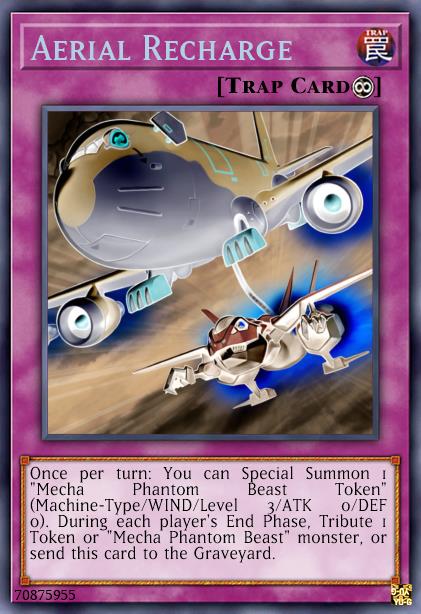 Aerial Recharge
TRAP
罠
[Trap Card]
Once per turn: You can Special Summon 1
"Mecha Phantom Beast Token"
(Machine-Type/WIND/Level 3/ATK 0/DEF
0). During each player's End Phase, Tribute 1
Token or "Mecha Phantom Beast" monster, or
send this card to the Graveyard.
70875955